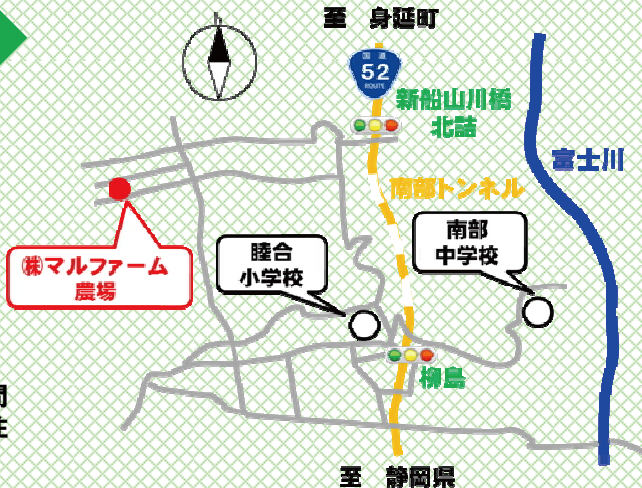 至 身延町
N
国道
52
ROUTE
新船山川橋
北詰
富士川
南部トンネル
南部
中学校
睦合
小学校
㈱マルファーム
農場
柳島
至 静岡県